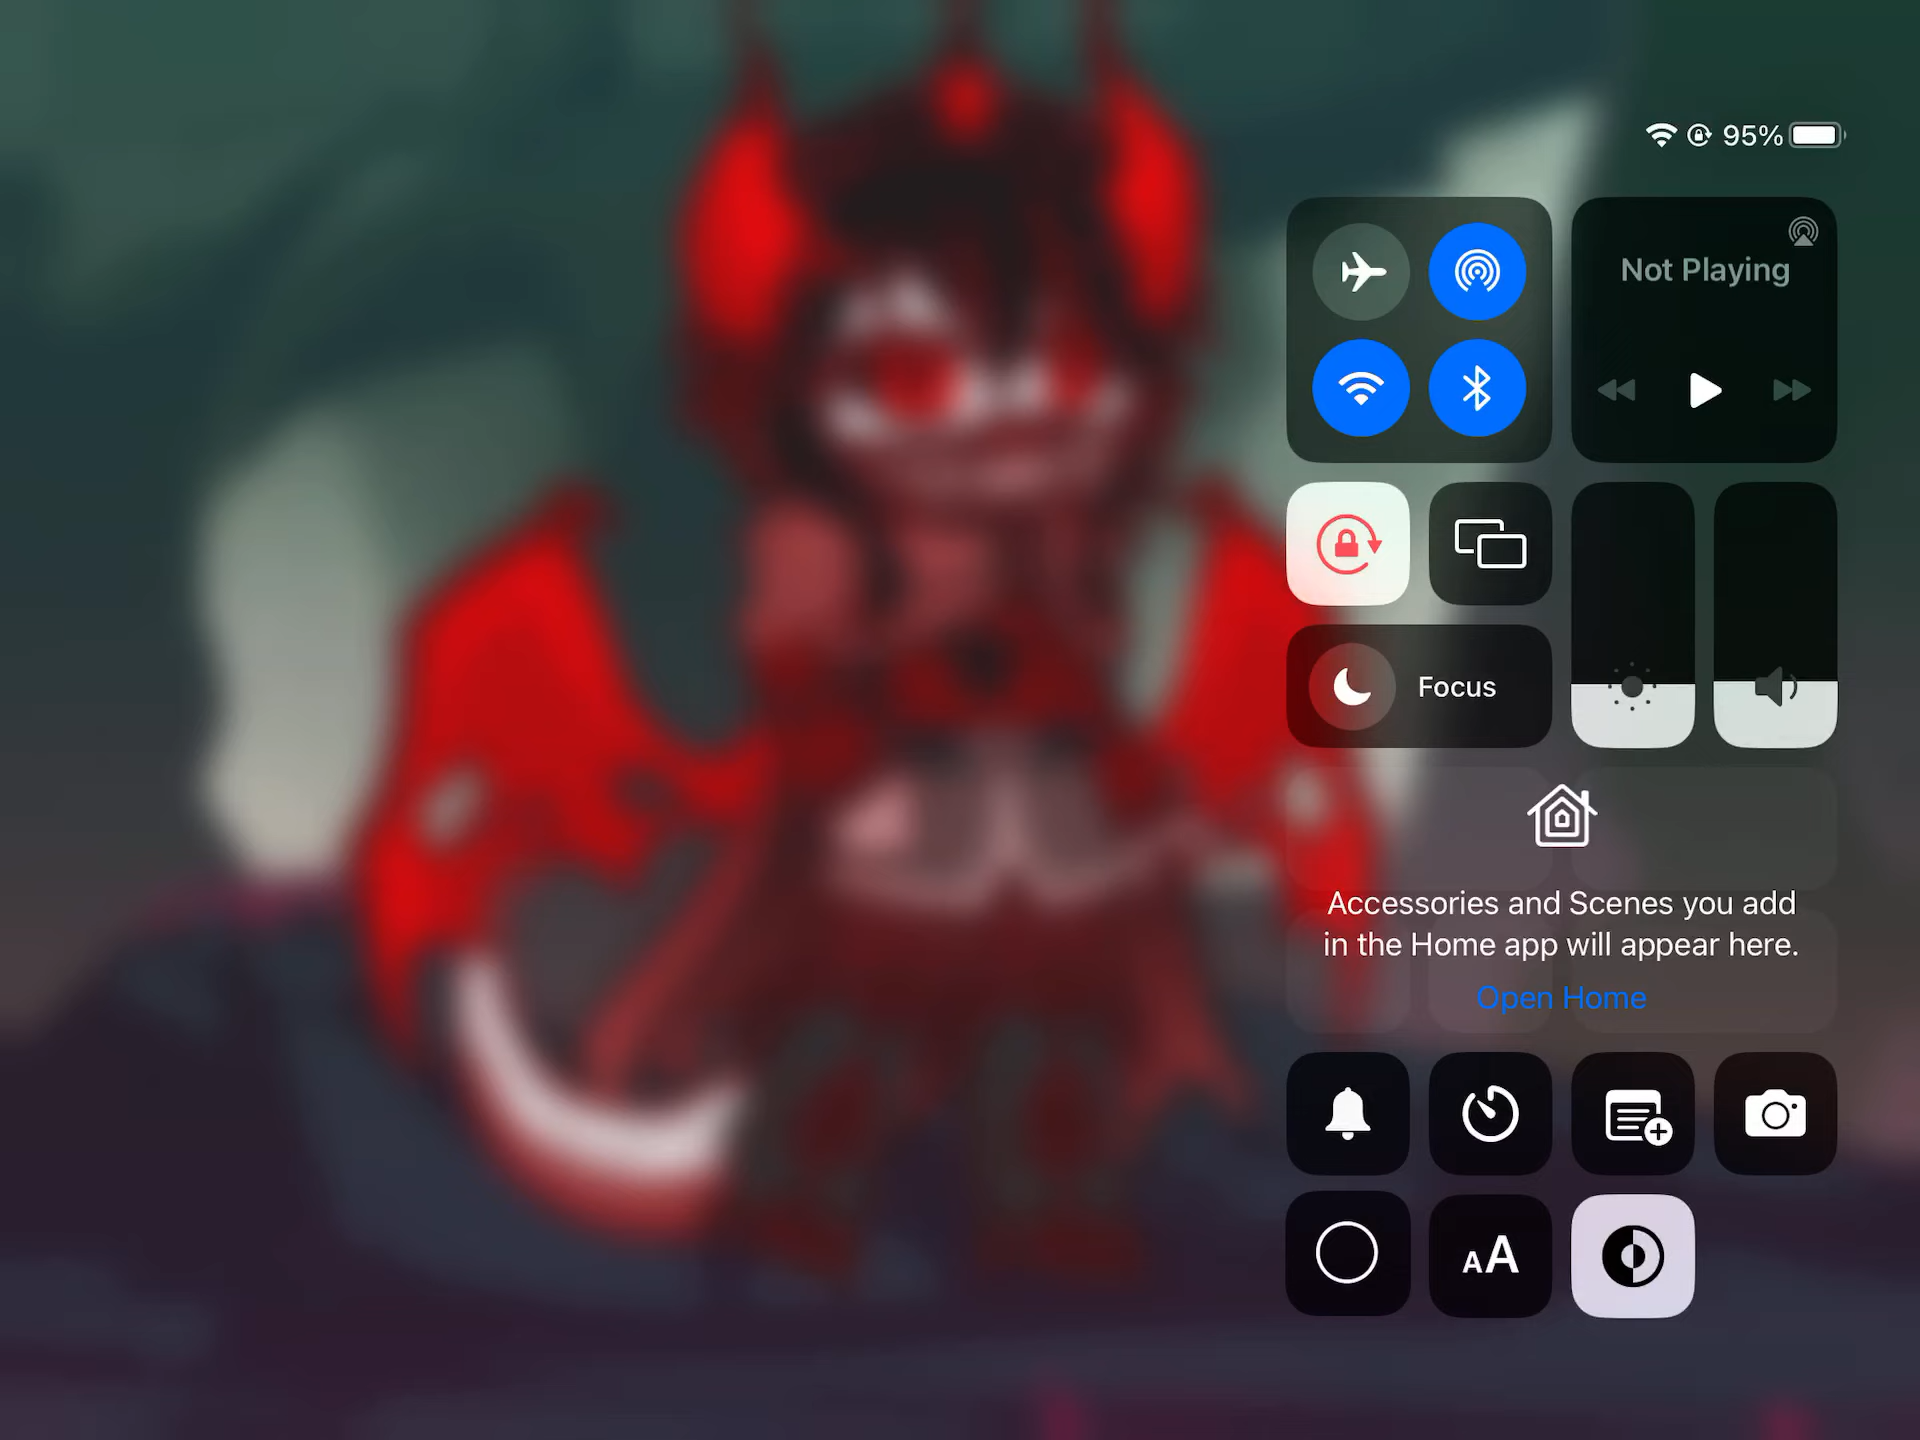 95%
Not Playing
Focus
Accessories and Scenes you add
in the Home app will appear here.
Open Home
AA